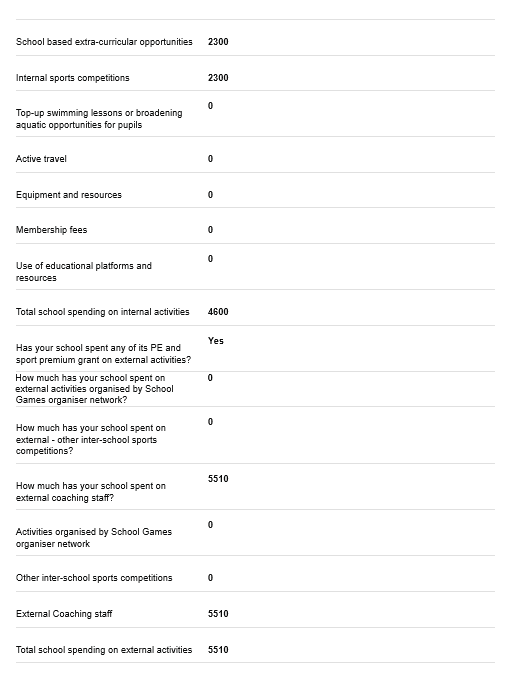 School based extra-curricular opportunities 2300
Internal sports competitions 2300
0
Top-up swimming lessons or broadening
aquatic opportunities for pupils
Active travel 0
Equipment and resources 0
Membership fees 0
0
Use of educational platforms and
resources
Total school spending on internal activities 4600
Yes
Has your school spent any of its PE and
sport premium grant on external activities?
How much has your school spent on 0
external activities organised by School
Games organiser network?
0
How much has your school spent on
external - other inter-school sports
competitions?
5510
How much has your school spent on
external coaching staff?
0
Activities organised by School Games
organiser network
Other inter-school sports competitions 0
External Coaching staff 5510
Total school spending on external activities 5510